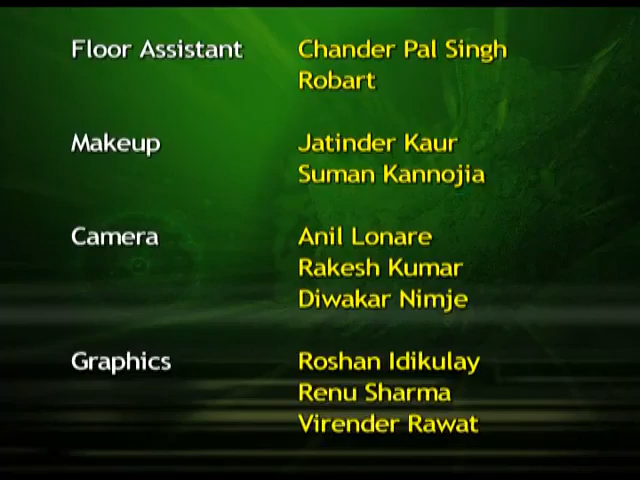 Floor Assistant Chander Pal Singh
Robart
Makeup Jatinder Kaur
Suman Kannojia
Camera Anil Lonare
Rakesh Kumar
Diwakar Nimje
Graphics Roshan Idikulay
Renu Sharma
Virender Rawat